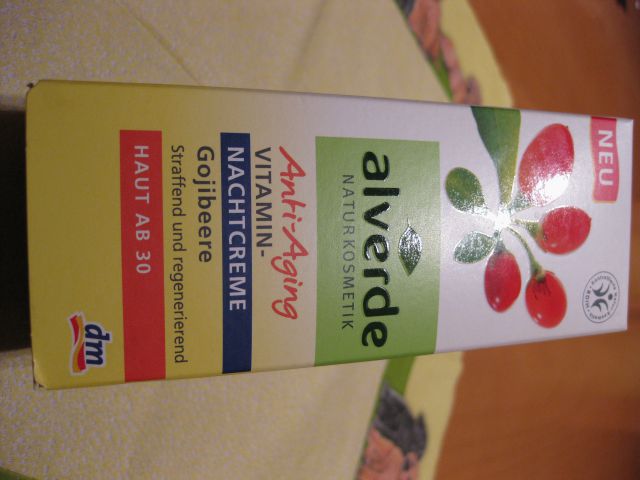 NEU
alverde
NATURKOSMETIK
Anti-Aging
VITAMIN-
NACHTCREME
Gojibeere
Straffend und regenerierend
HAUT AB 30
dm